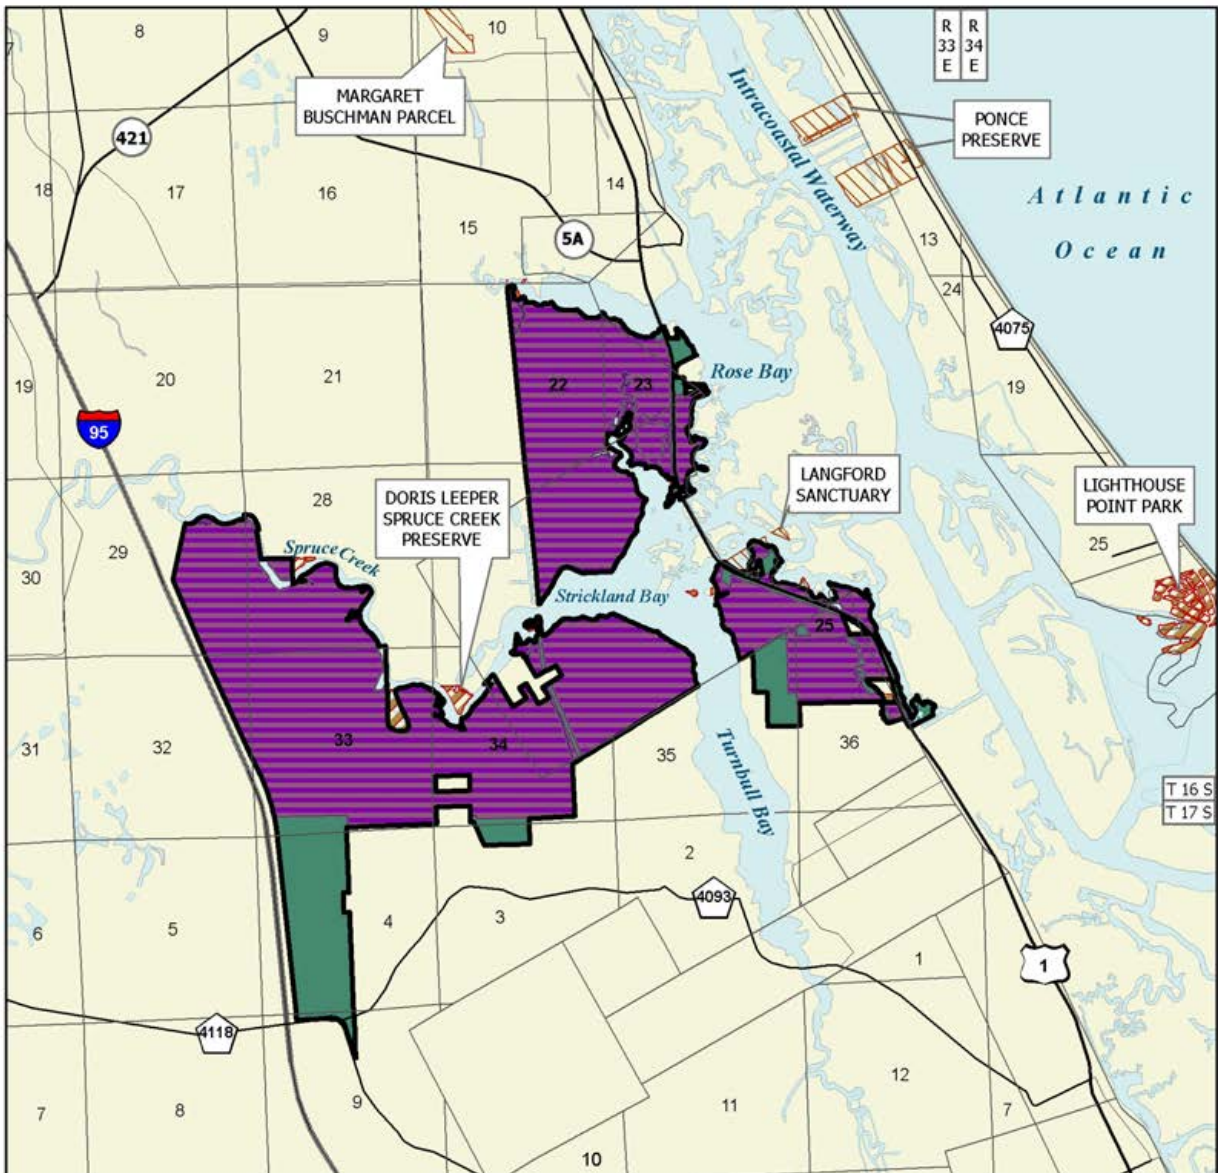 8
9
10
R
33
E
R
34
E
7
MARGARET
BUSCHMAN PARCEL
421
PONCE
PRESERVE
Intracoastal Waterway
18
17
16
14
15
5A
13
Atlantic
Ocean
24
4075
19
20
21
22
23
Rose Bay
19
95
28
DORIS LEEPER
SPRUCE CREEK
PRESERVE
LANGFORD
SANCTUARY
LIGHTHOUSE
POINT PARK
29
30
Spruce Creek
25
Strickland Bay
25
31
32
33
34
35
36
Turnbull Bay
T 16 S
T 17 S
2
6
5
4
3
4093
1
1
4118
7
8
9
10
11
12
7